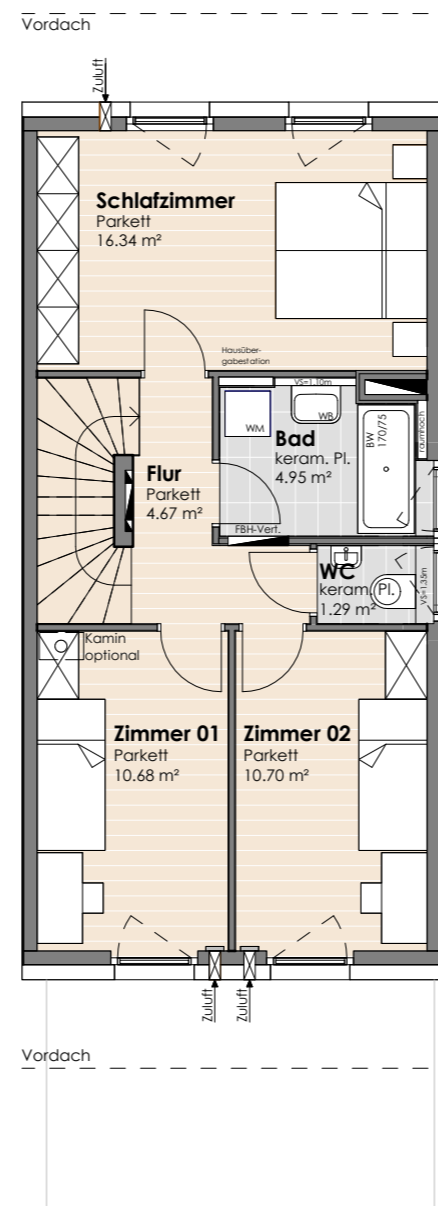 Vordach
Zuluft
Schlafzimmer
Parkett
16.34 m²
Hausüber-
gabestation
VS=1.10m
WM
WB
BW
170/75
raumhoch
Bad
keram. Pl.
4.95 m²
Flur
Parkett
4.67 m²
FBH-Vert.
WC
keram. Pl.
1.29 m²
VS=1.35m
Kamin
optional
Zimmer 01
Parkett
10.68 m²
Zimmer 02
Parkett
10.70 m²
Zuluft
Zuluft
Vordach